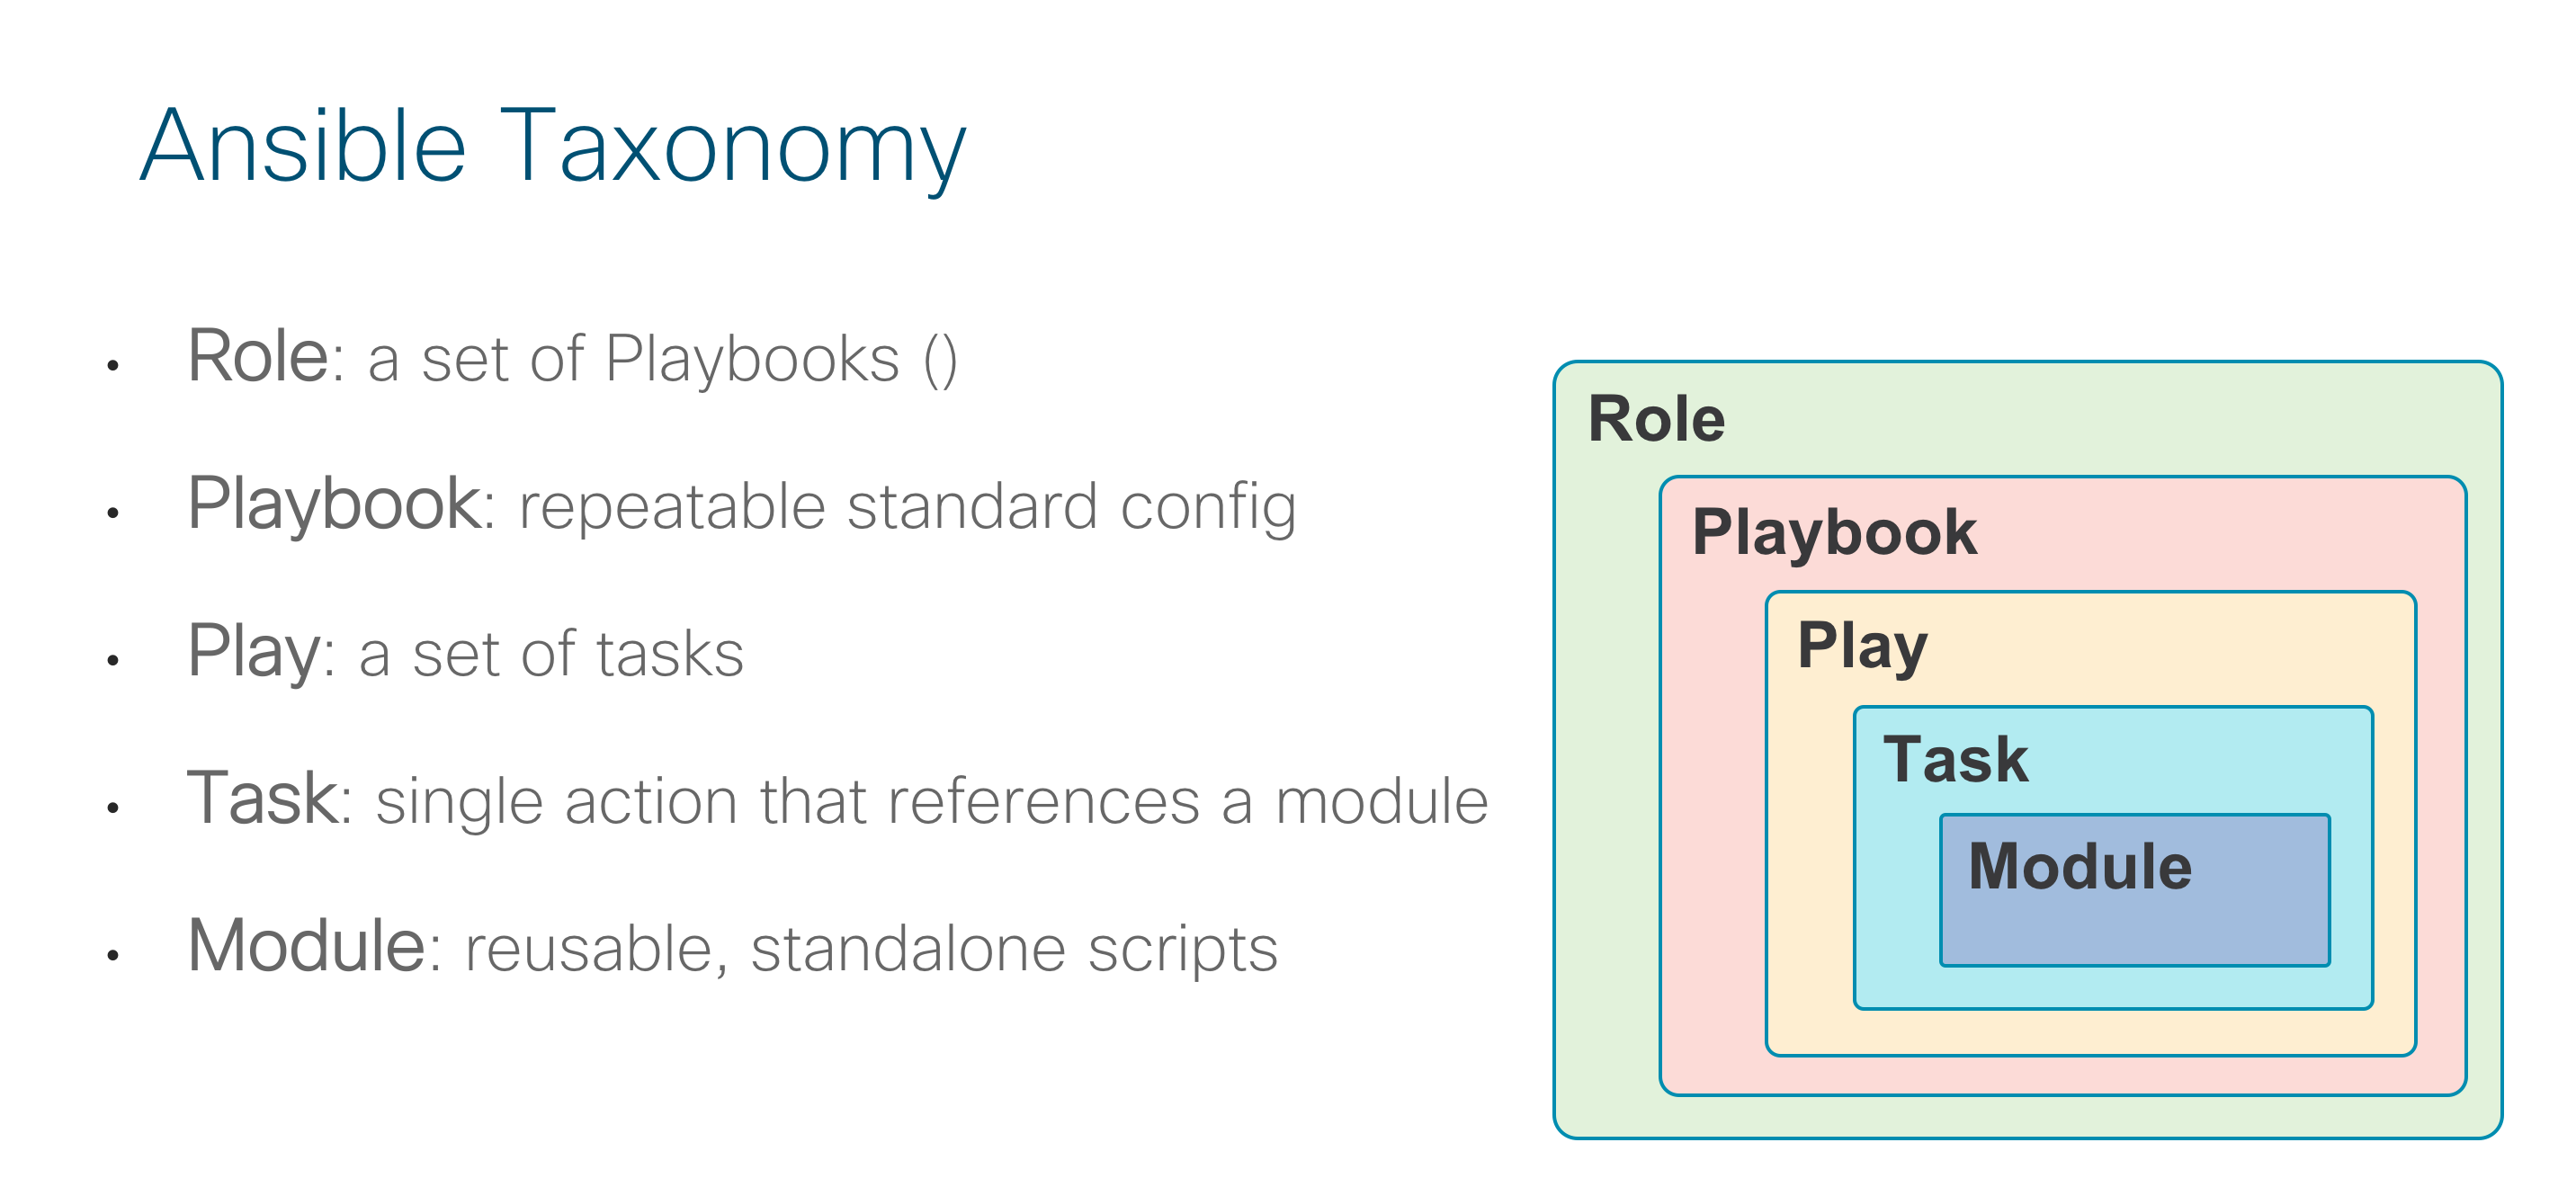 Ansible Taxonomy
• Role: a set of Playbooks ()
• Playbook: repeatable standard config
• Play: a set of tasks
• Task: single action that references a module
• Module: reusable, standalone scripts
Role
Playbook
Play
Task
Module